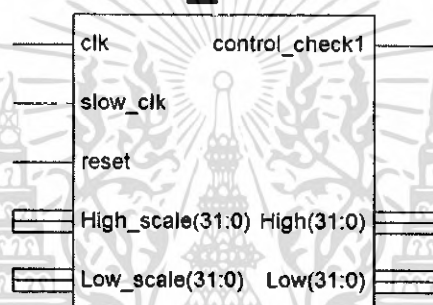 clk control_check1
slow_clk
reset
High_scale(31:0) High(31:0)
Low_scale(31:0) Low(31:0)